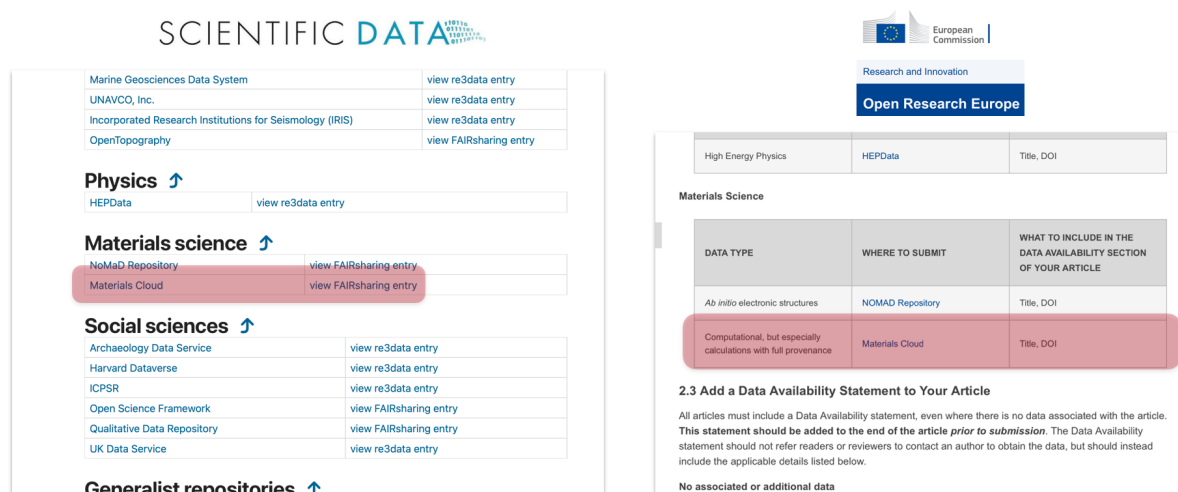 SCIENTIFIC DATA
Marine Geosciences Data System view re3data entry
UNAVCO, Inc. view re3data entry
Incorporated Research Institutions for Seismology (IRIS) view re3data entry
OpenTopography view FAIRsharing entry
Physics
HEPData view re3data entry
Materials science
NoMaD Repository view FAIRsharing entry
Materials Cloud view FAIRsharing entry
Social sciences
Archaeology Data Service view re3data entry
Harvard Dataverse view re3data entry
ICPSR view re3data entry
Open Science Framework view FAIRsharing entry
Qualitative Data Repository view FAIRsharing entry
UK Data Service view re3data entry
Generalist repositories
European
Commission
Research and Innovation
Open Research Europe
High Energy Physics HEPData Title, DOI
Materials Science
DATA TYPE WHERE TO SUBMIT WHAT TO INCLUDE IN THE
DATA AVAILABILITY SECTION
OF YOUR ARTICLE
Ab initio electronic structures NOMAD Repository Title, DOI
Computational, but especially
calculations with full provenance Materials Cloud Title, DOI
2.3 Add a Data Availability Statement to Your Article
All articles must include a Data Availability statement, even where there is no data associated with the article.
This statement should be added to the end of the article prior to submission. The Data Availability
statement should not refer readers or reviewers to contact an author to obtain the data, but should instead
include the applicable details listed below.
No associated or additional data